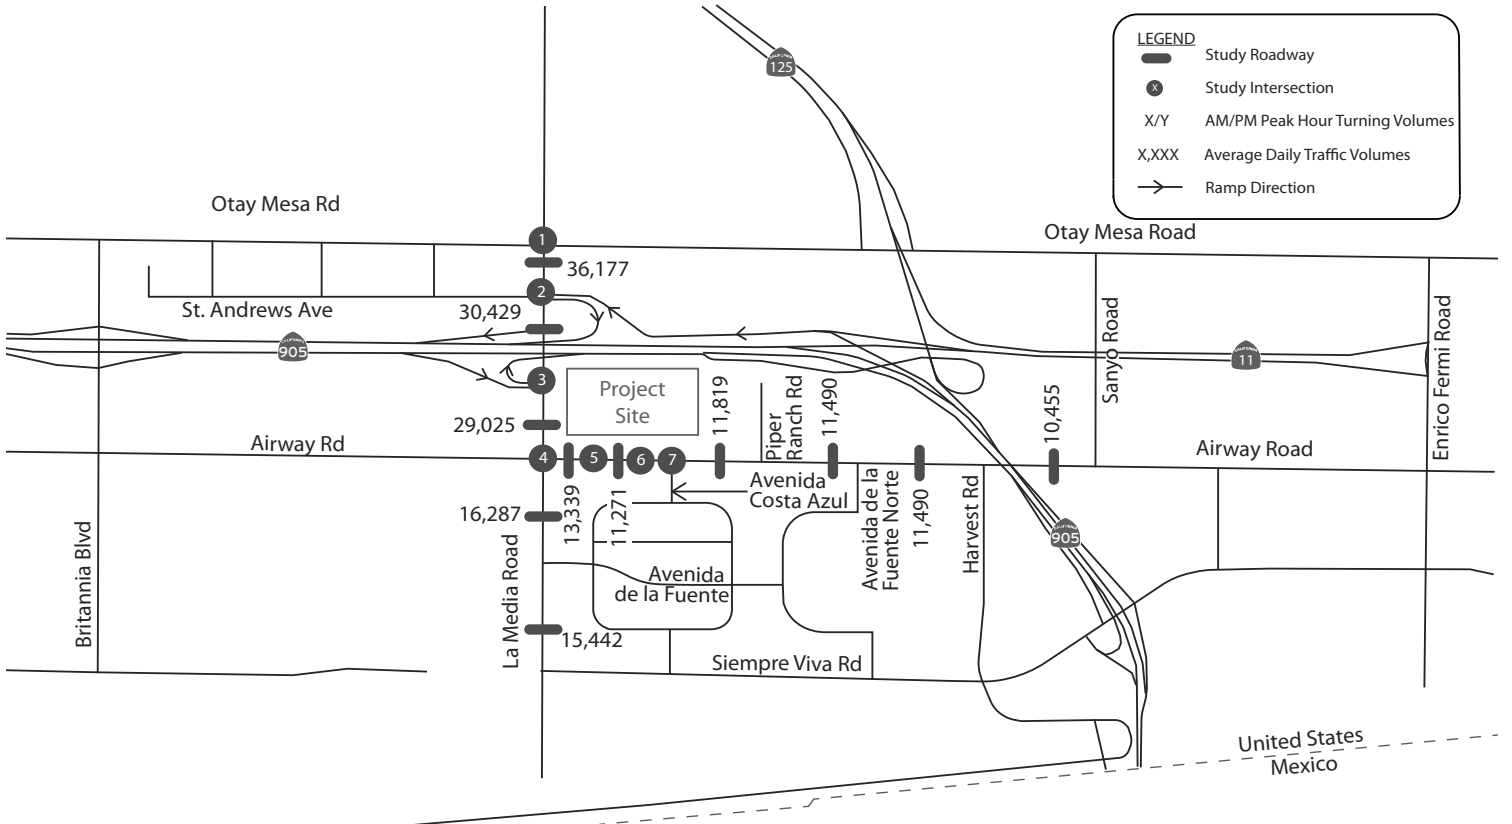 LEGEND
Study Roadway
X
Study Intersection
X/Y
AM/PM Peak Hour Turning Volumes
X,XXX
Average Daily Traffic Volumes
Ramp Direction
125
Otay Mesa Rd
Otay Mesa Road
1
36,177
2
St. Andrews Ave
30,429
905
11
Sanyo Road
Enrico Fermi Road
3
Project
Site
11,819
Piper
Ranch Rd
11,490
10,455
29,025
Airway Rd
Airway Road
4
5
6
7
Avenida
Costa Azul
16,287
13,339
11,271
Avenida de la
Fuente Norte
11,490
Harvest Rd
905
Britannia Blvd
La Media Road
Avenida
de la Fuente
15,442
Siempre Viva Rd
United States
Mexico